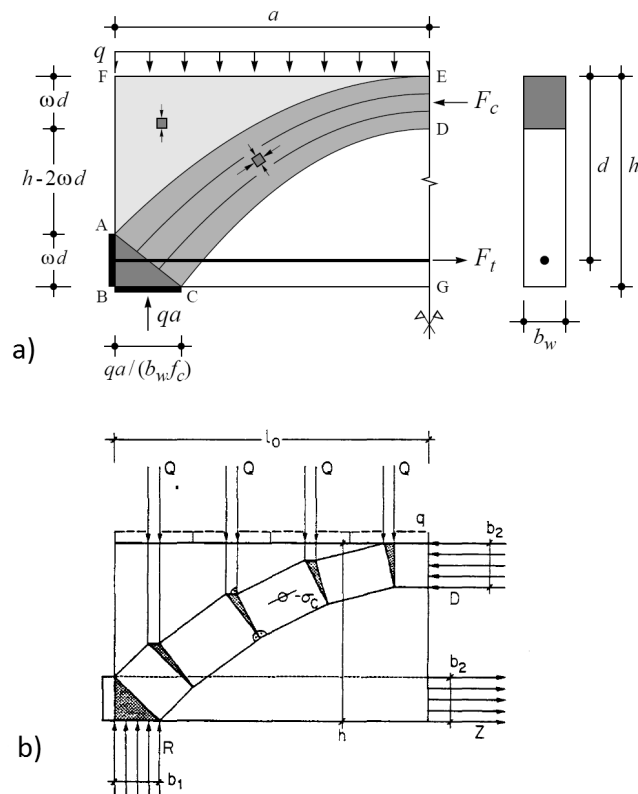 a
q
F
E
ωd
F_c
D
h-2ωd
d
h
A
ωd
F_t
B
C
G
qa
b_w
a)
qa/(b_w f_c)
l_0
Q Q Q Q
q
b_2
-σ_c
D
b_2
h
R
Z
b)
b_1